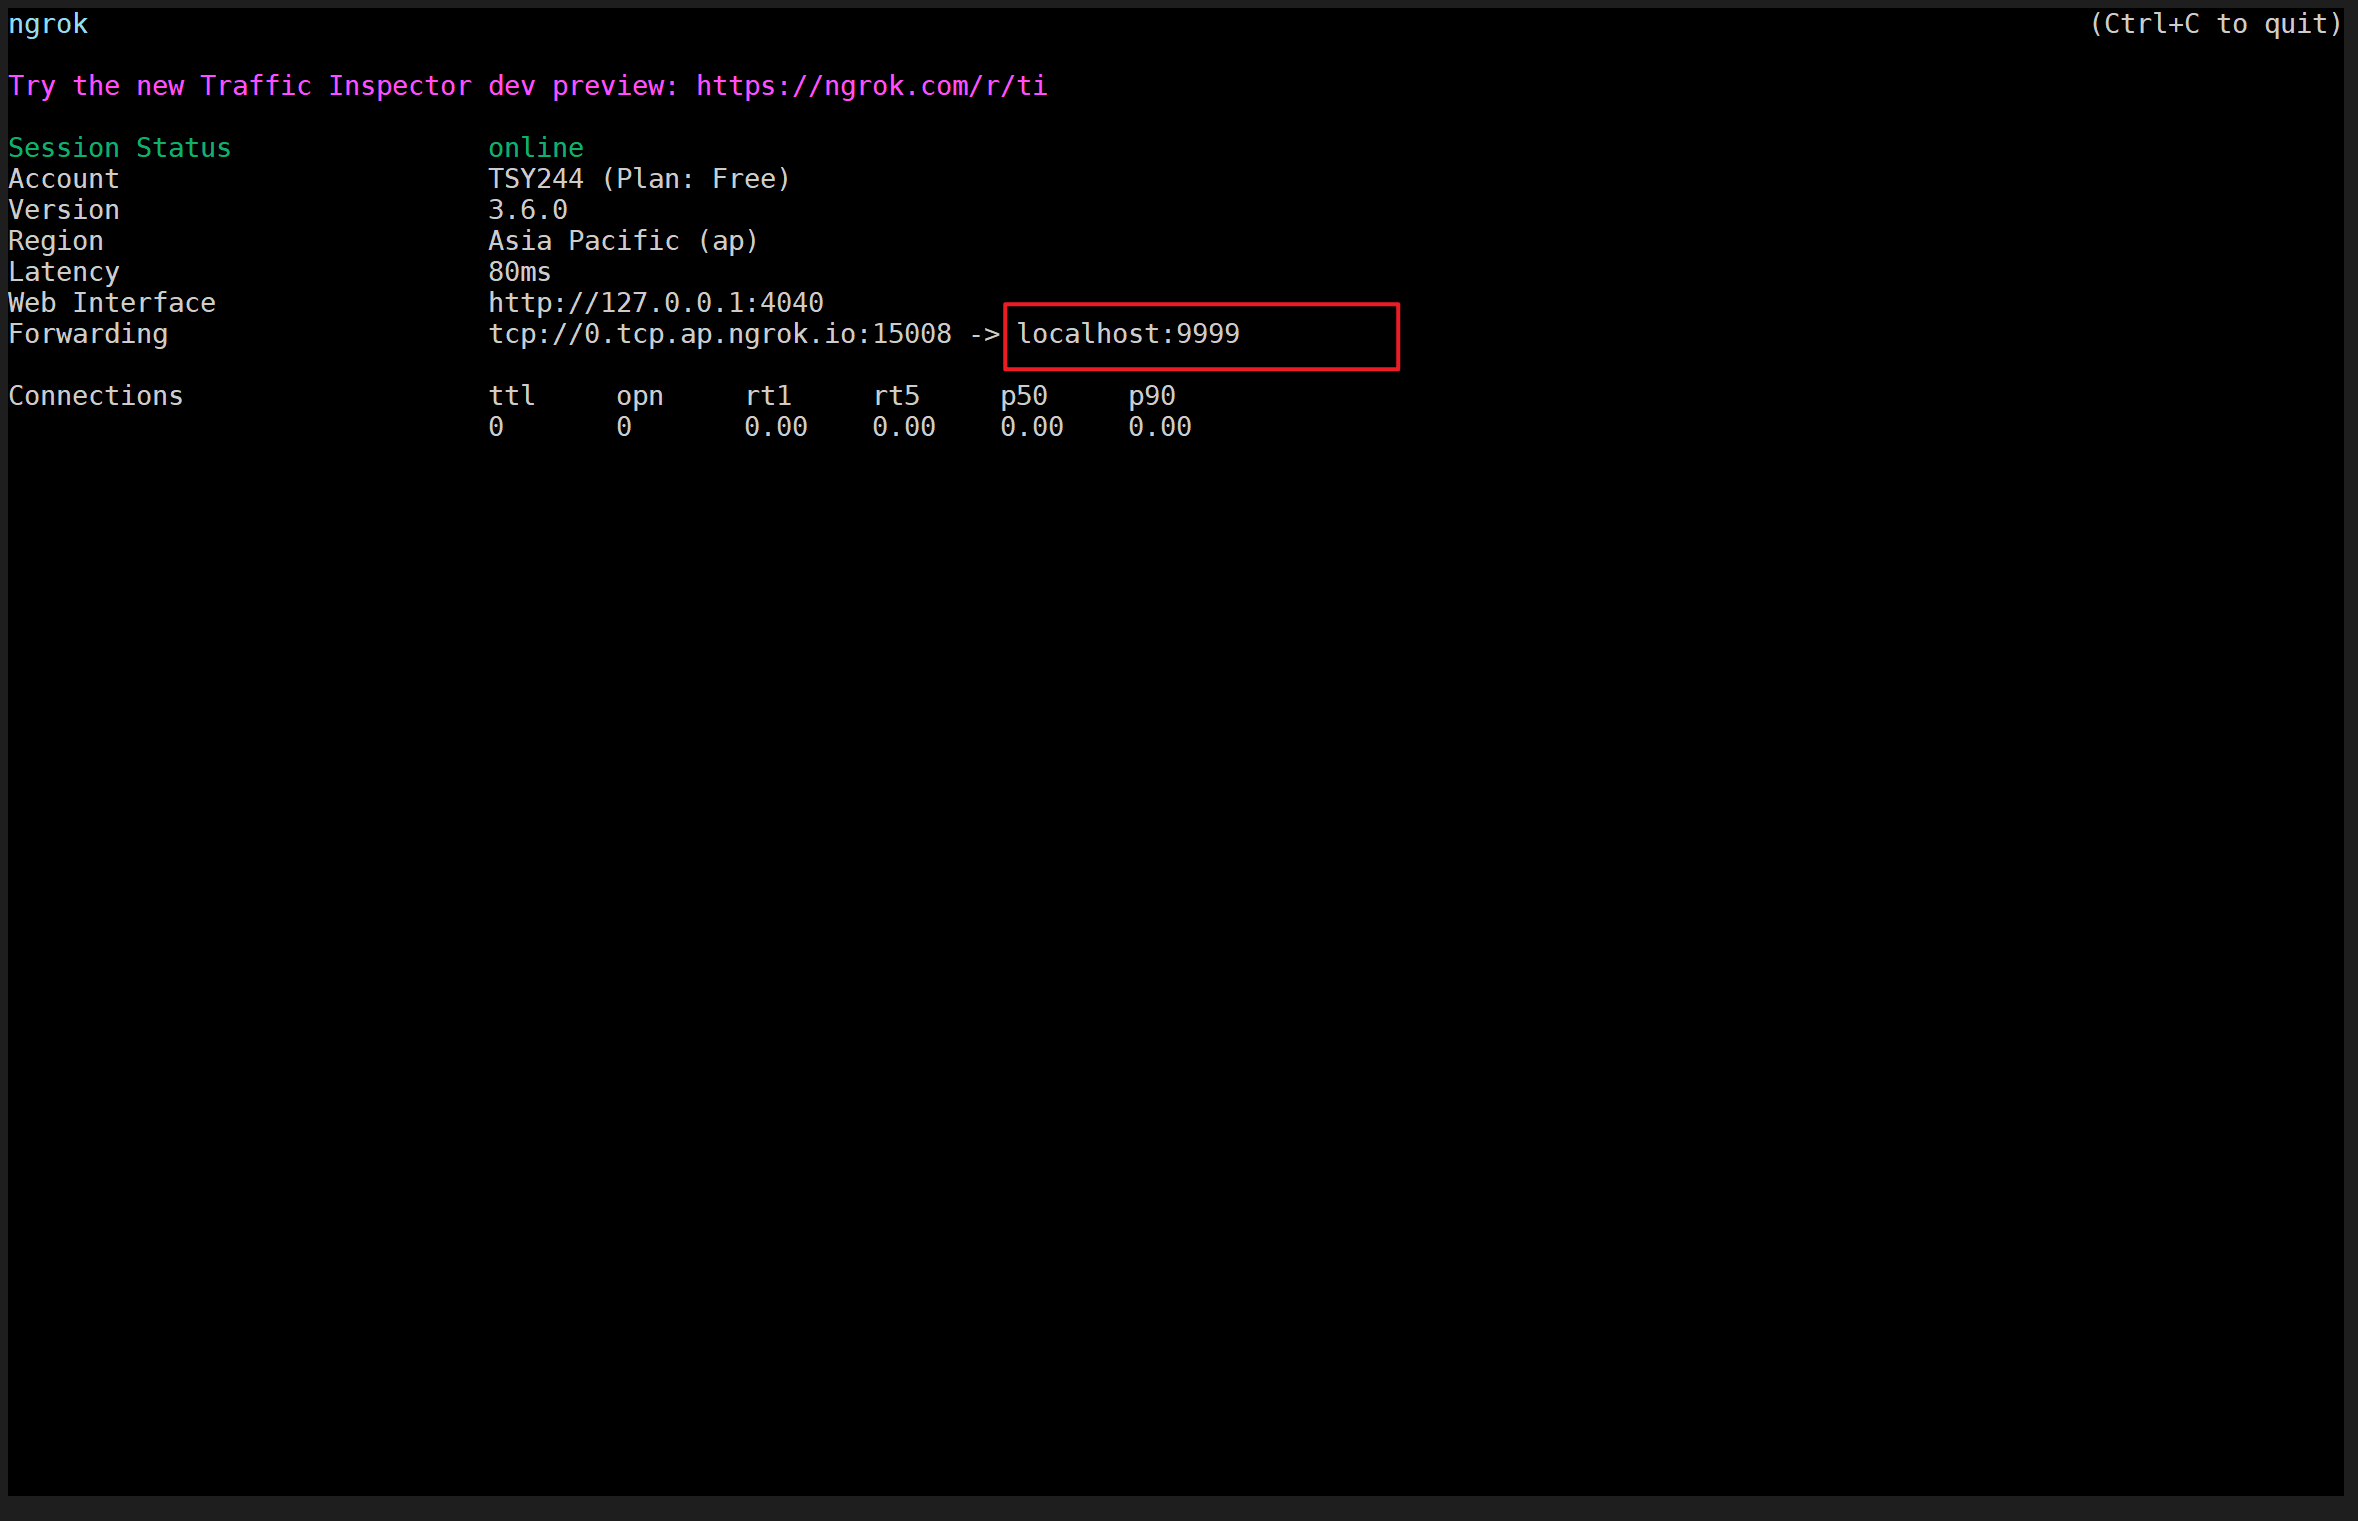 ngrok (Ctrl+C to quit)
Try the new Traffic Inspector dev preview: https://ngrok.com/r/ti
Session Status online
Account TSY244 (Plan: Free)
Version 3.6.0
Region Asia Pacific (ap)
Latency 80ms
Web Interface http://127.0.0.1:4040
Forwarding tcp://0.tcp.ap.ngrok.io:15008 -> localhost:9999
Connections ttl opn rt1 rt5 p50 p90
0 0 0.00 0.00 0.00 0.00